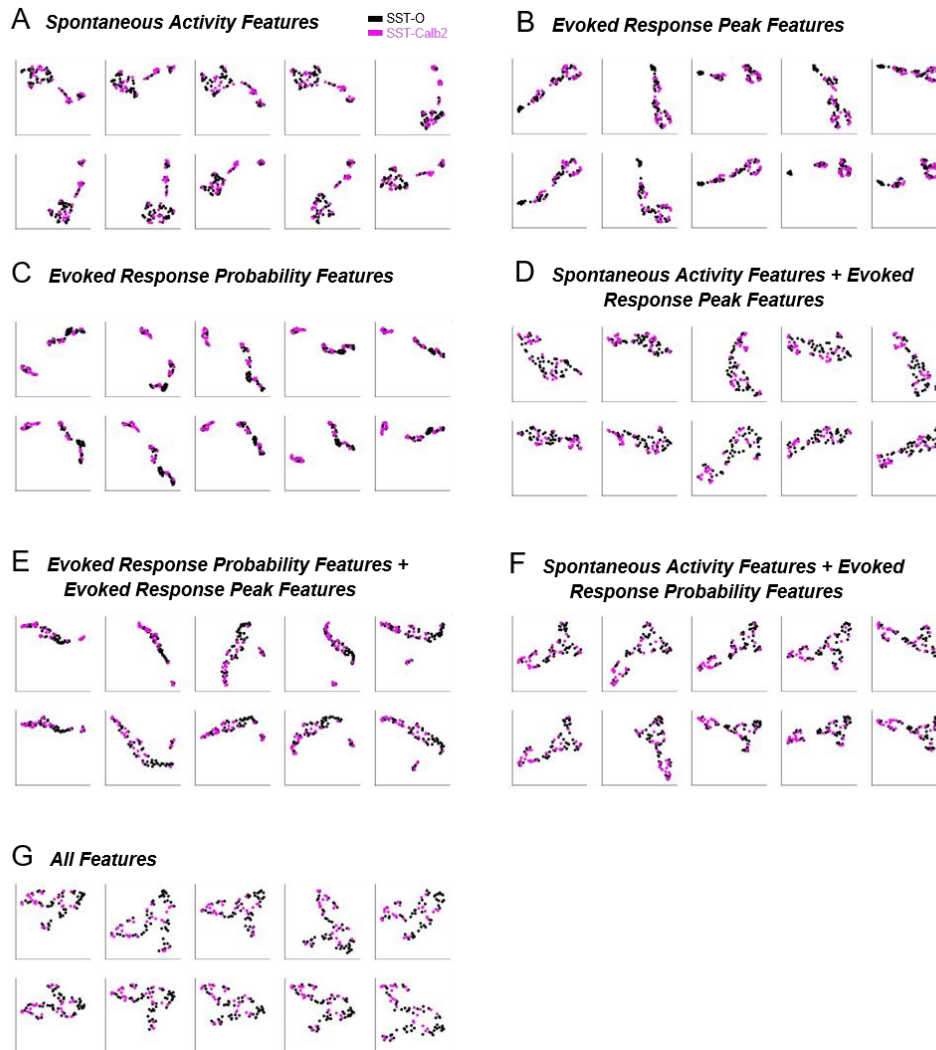 A Spontaneous Activity Features
SST-O
SST-Calb2
B Evoked Response Peak Features
C Evoked Response Probability Features
D Spontaneous Activity Features + Evoked
Response Peak Features
E Evoked Response Probability Features +
Evoked Response Peak Features
F Spontaneous Activity Features + Evoked
Response Probability Features
G All Features